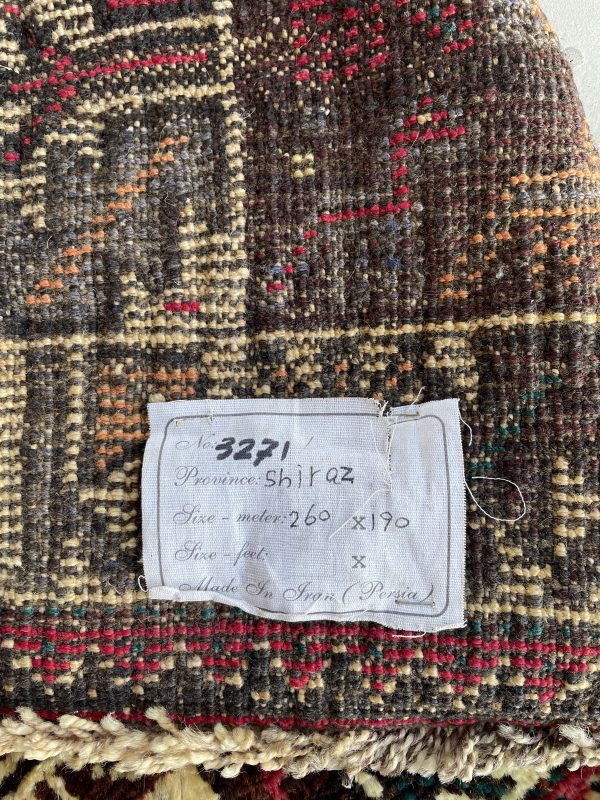 No: 3271
Province: Shiraz
Size - meter: 260 x 190
Size - feet: x
Made In Iran (Persia)